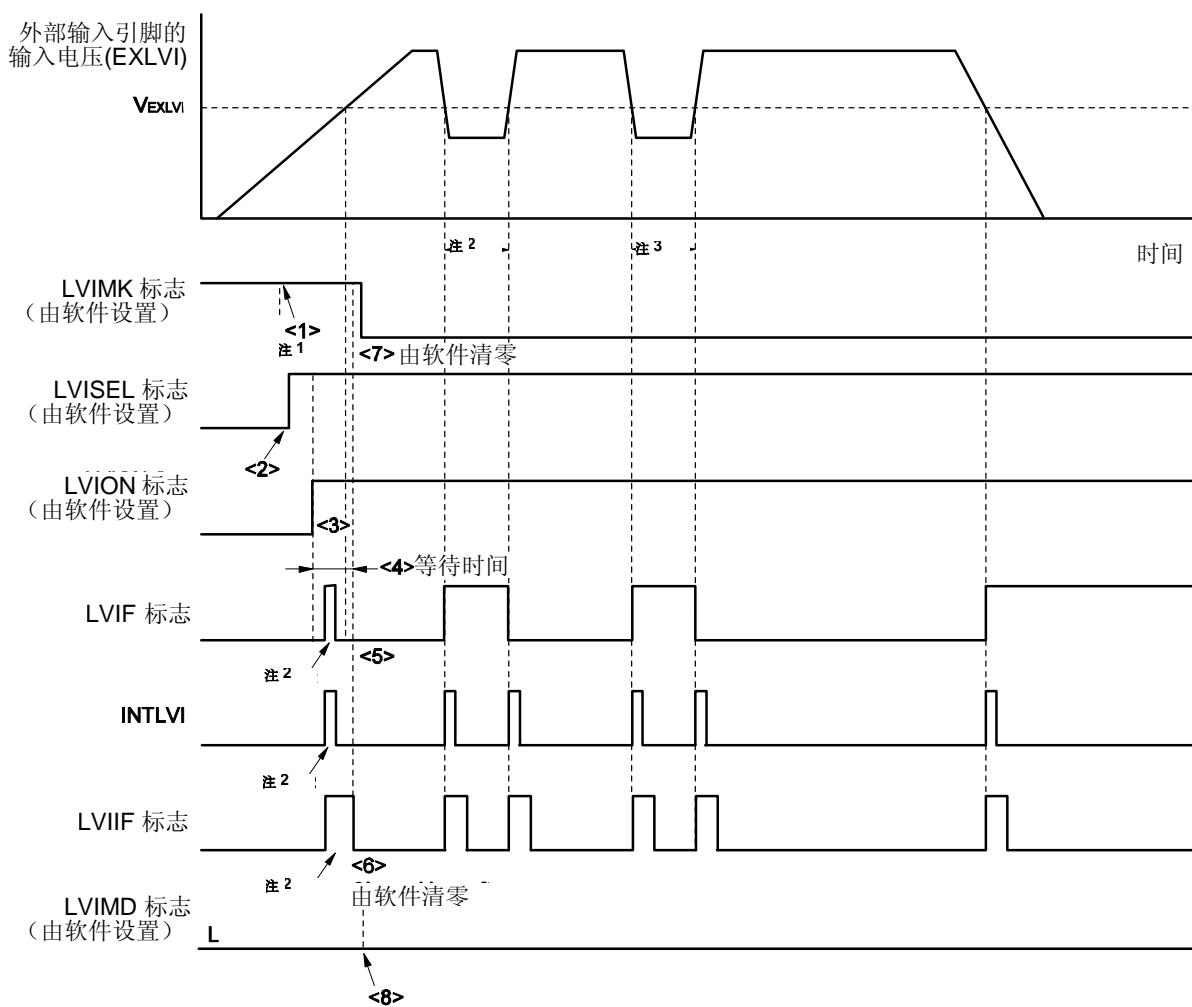 外部输入引脚的
输入电压(EXLVI)
VEXLVI
注 2
注 3
时间
LVIMK 标志
（由软件设置）
<1>
注 1
<7> 由软件清零
LVISEL 标志
（由软件设置）
<2>
LVION 标志
（由软件设置）
<3>
<4>等待时间
LVIF 标志
注 2
<5>
INTLVI
注 2
LVIIF 标志
注 2
<6>
由软件清零
LVIMD 标志
（由软件设置）
L
<8>